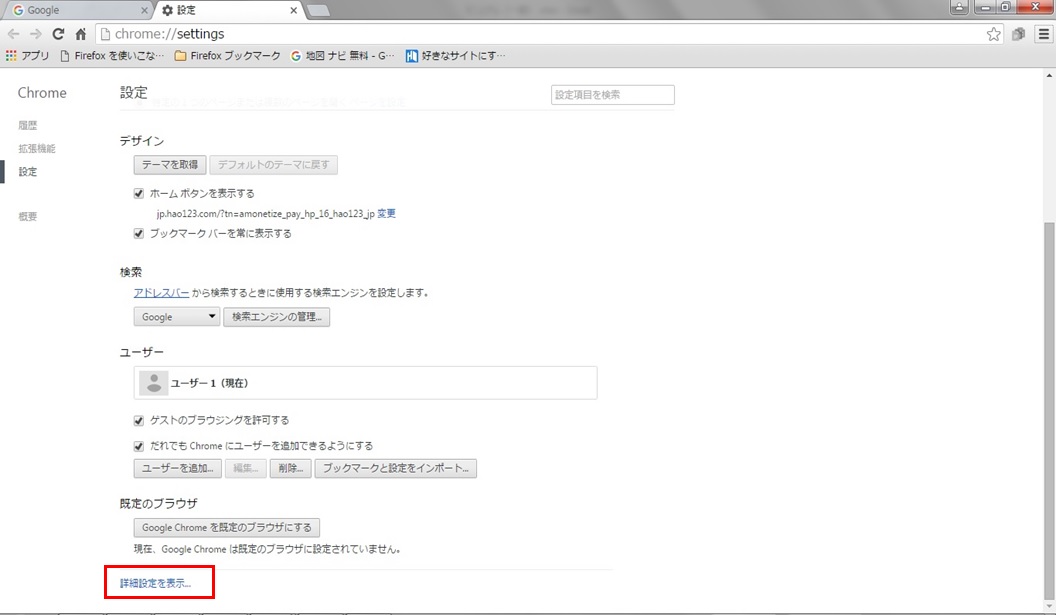 Google
設定
chrome://settings
アプリ Firefox を使いこな… Firefox ブックマーク 地図 ナビ 無料 - G… 好きなサイトにす…
Chrome
履歴
拡張機能
設定
概要
設定
設定項目を検索
デザイン
テーマを取得 デフォルトのテーマに戻す
ホーム ボタンを表示する
jp.hao123.com/?tn=amonetize_pay_hp_16_hao123_jp 変更
ブックマーク バーを常に表示する
検索
アドレスバー から検索するときに使用する検索エンジンを設定します。
Google 検索エンジンの管理...
ユーザー
ユーザー 1（現在）
ゲストのブラウジングを許可する
だれでも Chrome にユーザーを追加できるようにする
ユーザーを追加... 編集... 削除... ブックマークと設定をインポート...
既定のブラウザ
Google Chrome を既定のブラウザにする
現在、Google Chrome は既定のブラウザに設定されていません。
詳細設定を表示...